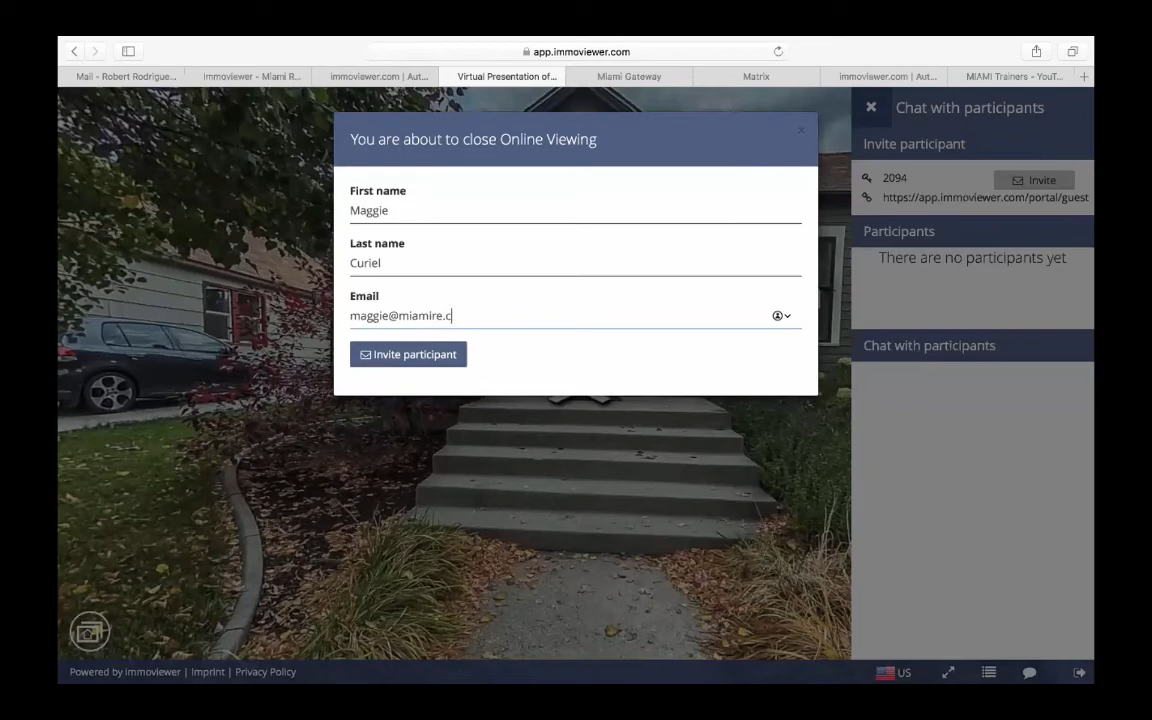 app.immoviewer.com
Mail - Robert Rodrigue...
Immoviewer - Miami R...
immoviewer.com | Aut...
Virtual Presentation of...
Miami Gateway
Matrix
immoviewer.com | Aut...
MIAMI Trainers - YouT...
You are about to close Online Viewing
×
First name
Maggie
Last name
Curiel
Email
maggie@miamire.c
Invite participant
Chat with participants
Invite participant
2094
Invite
https://app.immoviewer.com/portal/guest
Participants
There are no participants yet
Chat with participants
Powered by immoviewer | Imprint | Privacy Policy
US